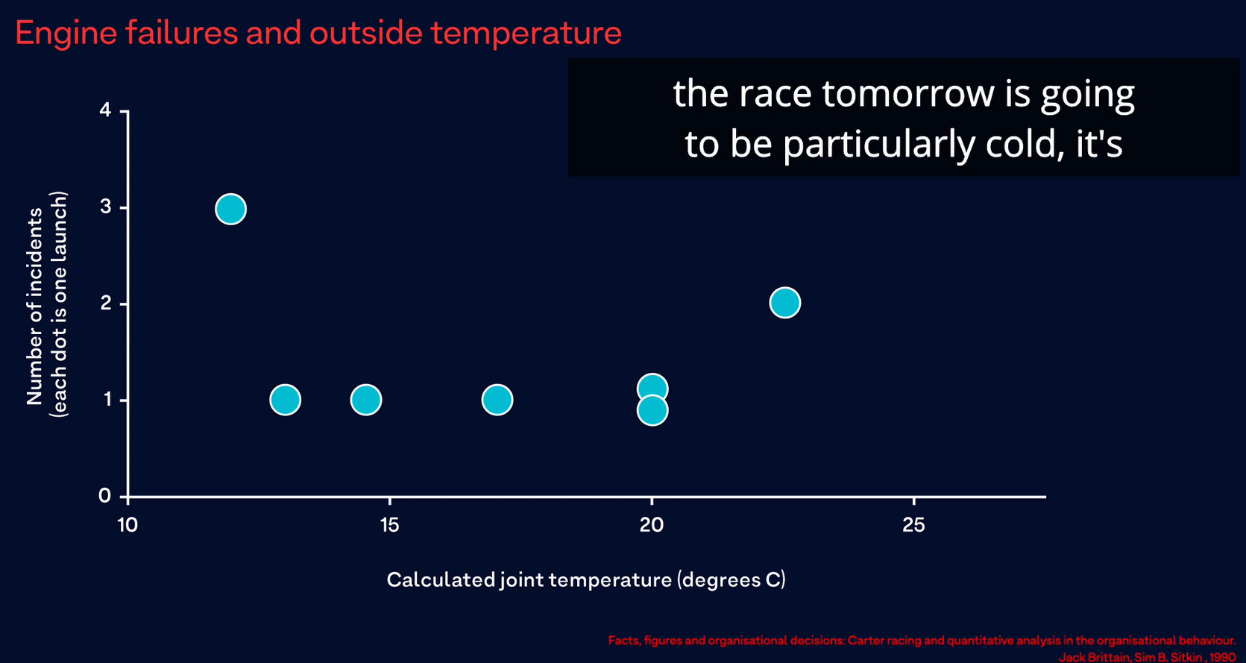 Engine failures and outside temperature
the race tomorrow is going
to be particularly cold, it's
Number of incidents
(each dot is one launch)
4
3
2
1
0
10
15
20
25
Calculated joint temperature (degrees C)
Facts, figures and organisational decisions: Carter racing and quantitative analysis in the organisational behaviour.
Jack Brittain, Sim B. Sitkin , 1990